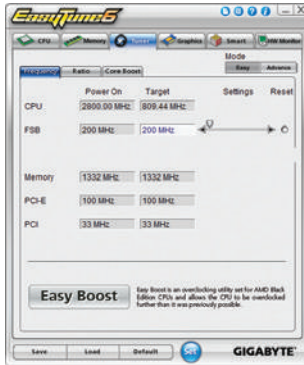 EasyTune6
CPU Memory Tuner Graphics Smart HW Monitor
Mode
Easy Advance
Frequency Ratio Core Boost
Power On Target Settings Reset
CPU 2800.00 MHz 809.44 MHz
FSB 200 MHz 200 MHz
Memory 1332 MHz 1332 MHz
PCI-E 100 MHz 100 MHz
PCI 33 MHz 33 MHz
Easy Boost
Easy Boost is an overclocking utility set for AMD Black
Edition CPUs and allows the CPU to be overclocked
further than it was previously possible.
Save Load Default Set GIGABYTE